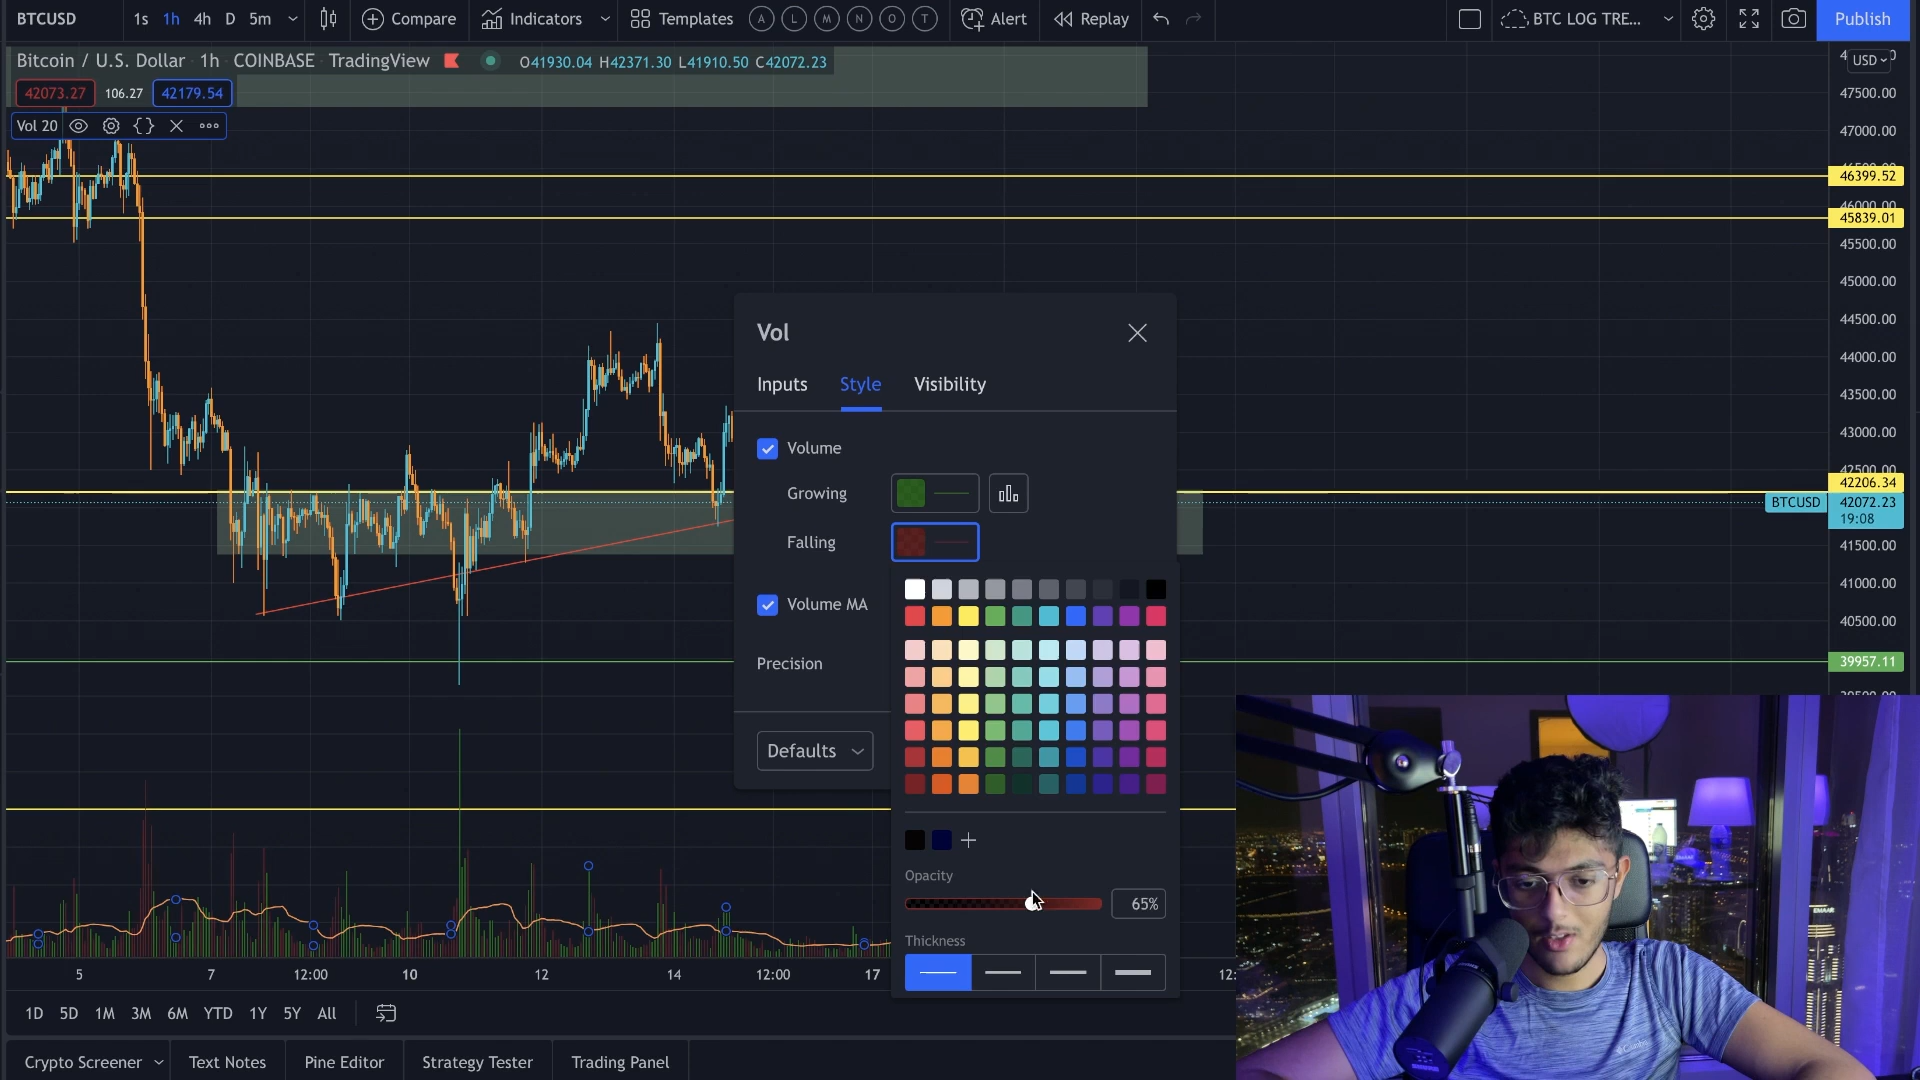 BTCUSD 1s 1h 4h D 5m Compare Indicators Templates A L M N O T Alert Replay BTC LOG TRE... Publish
Bitcoin / U.S. Dollar 1h COINBASE TradingView O41930.04 H42371.30 L41910.50 C42072.23
USD
42073.27 106.27 42179.54
47500.00
Vol 20
47000.00
46399.52
45839.01
45500.00
45000.00
44500.00
44000.00
43500.00
43000.00
42500.00
42206.34
BTCUSD 42072.23
19:08
41500.00
41000.00
40500.00
39957.11
Vol
Inputs Style Visibility
Volume
Growing
Falling
Volume MA
Precision
Defaults
Opacity
65%
Thickness
5 7 12:00 10 12 14 12:00 17
1D 5D 1M 3M 6M YTD 1Y 5Y All
Crypto Screener Text Notes Pine Editor Strategy Tester Trading Panel